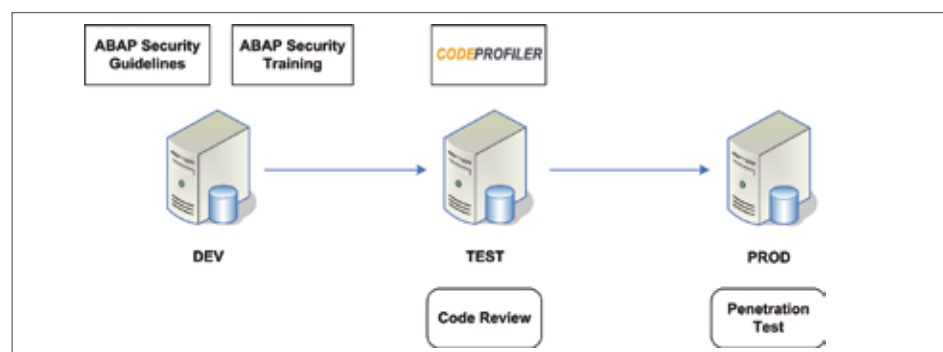 ABAP Security
Guidelines
ABAP Security
Training
CODEPROFILER
DEV
TEST
PROD
Code Review
Penetration
Test